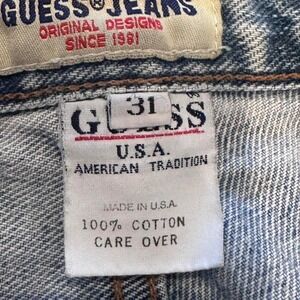 GUESS® JEANS
ORIGINAL DESIGNS
SINCE 1981
31
GUESS
U.S.A.
AMERICAN TRADITION
MADE IN U.S.A.
100% COTTON
CARE OVER